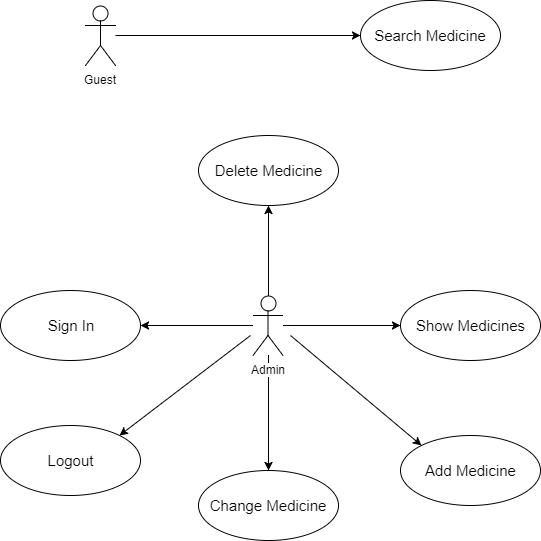 Search Medicine
Guest
Delete Medicine
Sign In
Show Medicines
Admin
Logout
Add Medicine
Change Medicine